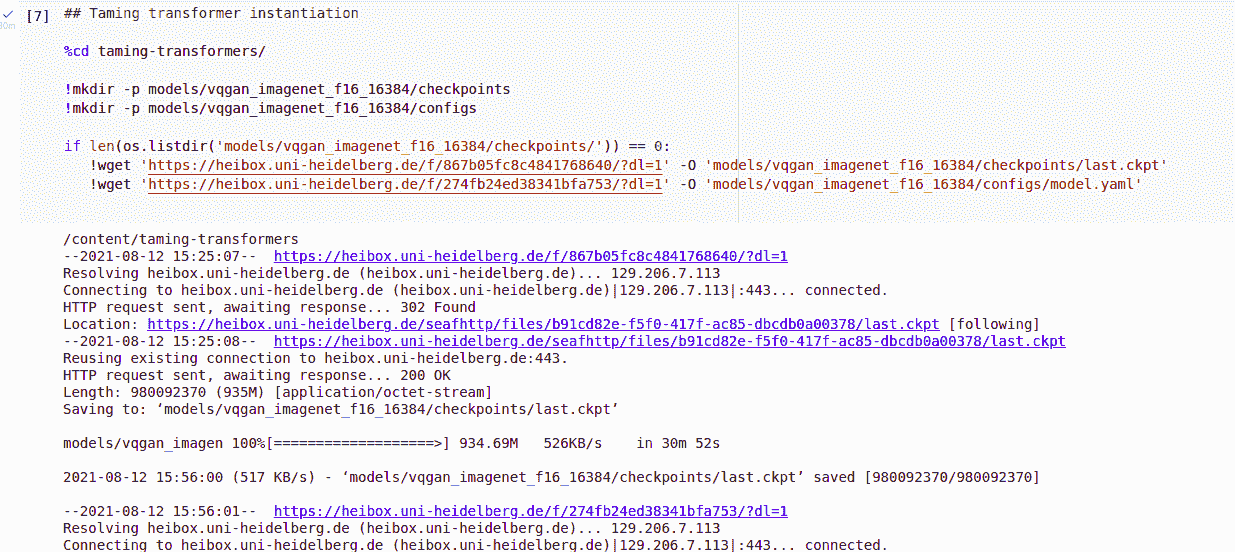 [7] ## Taming transformer instantiation
%cd taming-transformers/
!mkdir -p models/vqgan_imagenet_f16_16384/checkpoints
!mkdir -p models/vqgan_imagenet_f16_16384/configs
if len(os.listdir('models/vqgan_imagenet_f16_16384/checkpoints/')) == 0:
!wget 'https://heibox.uni-heidelberg.de/f/867b05fc8c4841768640/?dl=1' -O 'models/vqgan_imagenet_f16_16384/checkpoints/last.ckpt'
!wget 'https://heibox.uni-heidelberg.de/f/274fb24ed38341bfa753/?dl=1' -O 'models/vqgan_imagenet_f16_16384/configs/model.yaml'
/content/taming-transformers
--2021-08-12 15:25:07-- https://heibox.uni-heidelberg.de/f/867b05fc8c4841768640/?dl=1
Resolving heibox.uni-heidelberg.de (heibox.uni-heidelberg.de)... 129.206.7.113
Connecting to heibox.uni-heidelberg.de (heibox.uni-heidelberg.de)|129.206.7.113|:443... connected.
HTTP request sent, awaiting response... 302 Found
Location: https://heibox.uni-heidelberg.de/seafhttp/files/b91cd82e-f5f0-417f-ac85-dbcdb0a00378/last.ckpt [following]
--2021-08-12 15:25:08-- https://heibox.uni-heidelberg.de/seafhttp/files/b91cd82e-f5f0-417f-ac85-dbcdb0a00378/last.ckpt
Reusing existing connection to heibox.uni-heidelberg.de:443.
HTTP request sent, awaiting response... 200 OK
Length: 980092370 (935M) [application/octet-stream]
Saving to: ‘models/vqgan_imagenet_f16_16384/checkpoints/last.ckpt’
models/vqgan_imagen 100%[===================>] 934.69M 526KB/s in 30m 52s
2021-08-12 15:56:00 (517 KB/s) - ‘models/vqgan_imagenet_f16_16384/checkpoints/last.ckpt’ saved [980092370/980092370]
--2021-08-12 15:56:01-- https://heibox.uni-heidelberg.de/f/274fb24ed38341bfa753/?dl=1
Resolving heibox.uni-heidelberg.de (heibox.uni-heidelberg.de)... 129.206.7.113
Connecting to heibox.uni-heidelberg.de (heibox.uni-heidelberg.de)|129.206.7.113|:443... connected.